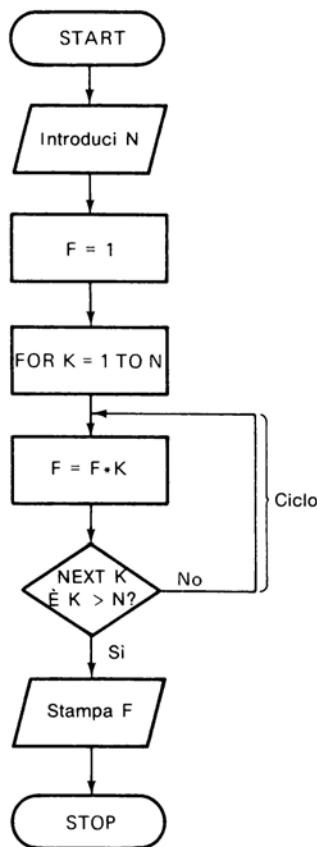 START
Introduci N
F = 1
FOR K = 1 TO N
F = F*K
Ciclo
NEXT K
È K > N?
No
Si
Stampa F
STOP